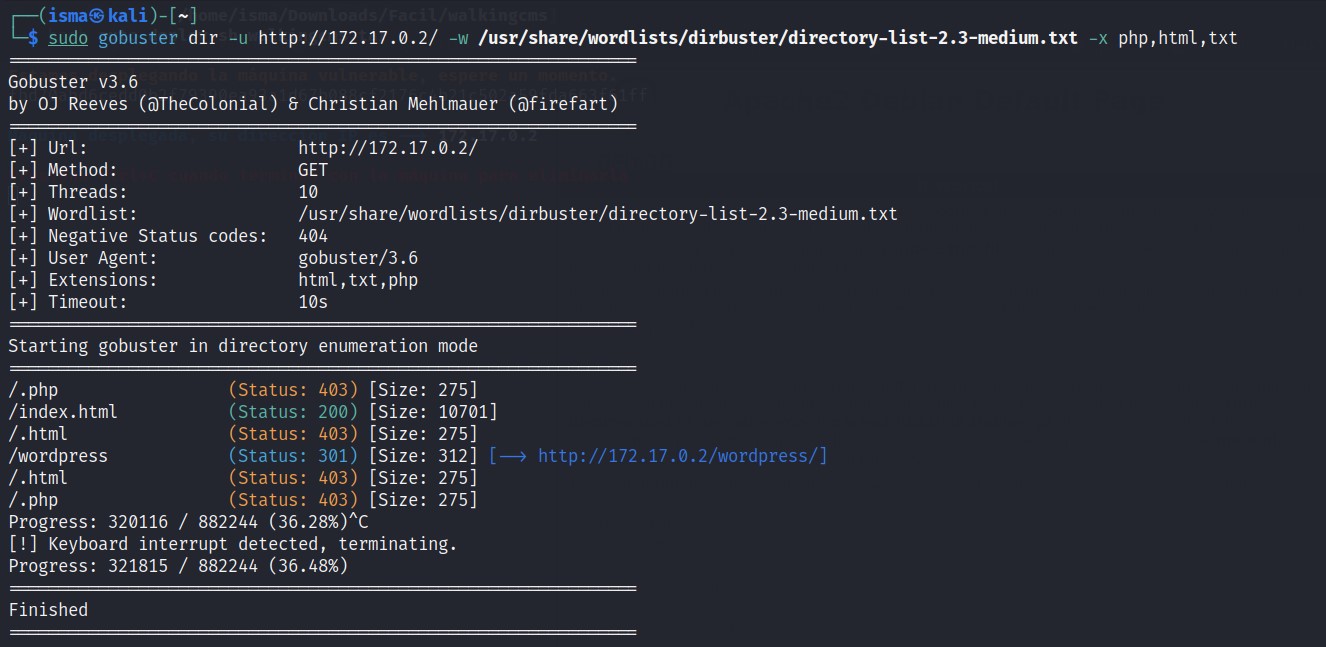 ┌──(isma㉿kali)-[~]
└─$ sudo gobuster dir -u http://172.17.0.2/ -w /usr/share/wordlists/dirbuster/directory-list-2.3-medium.txt -x php,html,txt
===============================================================
Gobuster v3.6
by OJ Reeves (@TheColonial) & Christian Mehlmauer (@firefart)
===============================================================
[+] Url:                     http://172.17.0.2/
[+] Method:                  GET
[+] Threads:                 10
[+] Wordlist:                /usr/share/wordlists/dirbuster/directory-list-2.3-medium.txt
[+] Negative Status codes:   404
[+] User Agent:              gobuster/3.6
[+] Extensions:              html,txt,php
[+] Timeout:                 10s
===============================================================
Starting gobuster in directory enumeration mode
===============================================================
/.php                 (Status: 403) [Size: 275]
/index.html           (Status: 200) [Size: 10701]
/.html                (Status: 403) [Size: 275]
/wordpress            (Status: 301) [Size: 312] [--> http://172.17.0.2/wordpress/]
/.html                (Status: 403) [Size: 275]
/.php                 (Status: 403) [Size: 275]
Progress: 320116 / 882244 (36.28%)^C
[!] Keyboard interrupt detected, terminating.
Progress: 321815 / 882244 (36.48%)
===============================================================
Finished
===============================================================